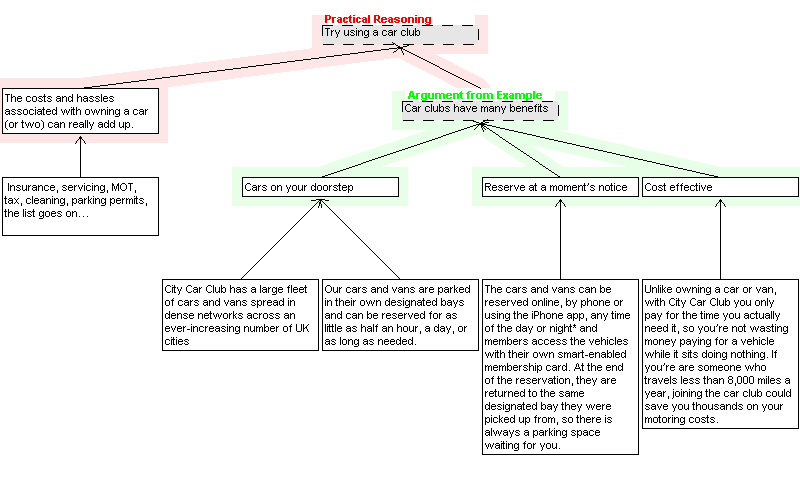 Practical Reasoning
Try using a car club
The costs and hassles
associated with owning a car
(or two) can really add up.
Argument from Example
Car clubs have many benefits
Insurance, servicing, MOT,
tax, cleaning, parking permits,
the list goes on…
Cars on your doorstep
Reserve at a moment’s notice
Cost effective
City Car Club has a large fleet
of cars and vans spread in
dense networks across an
ever-increasing number of UK
cities
Our cars and vans are parked
in their own designated bays
and can be reserved for as
little as half an hour, a day, or
as long as needed.
The cars and vans can be
reserved online, by phone or
using the iPhone app, any time
of the day or night* and
members access the vehicles
with their own smart-enabled
membership card. At the end
of the reservation, they are
returned to the same
designated bay they were
picked up from, so there is
always a parking space
waiting for you.
Unlike owning a car or van,
with City Car Club you only
pay for the time you actually
need it, so you’re not wasting
money paying for a vehicle
while it sits doing nothing. If
you’re are someone who
travels less than 8,000 miles a
year, joining the car club could
save you thousands on your
motoring costs.